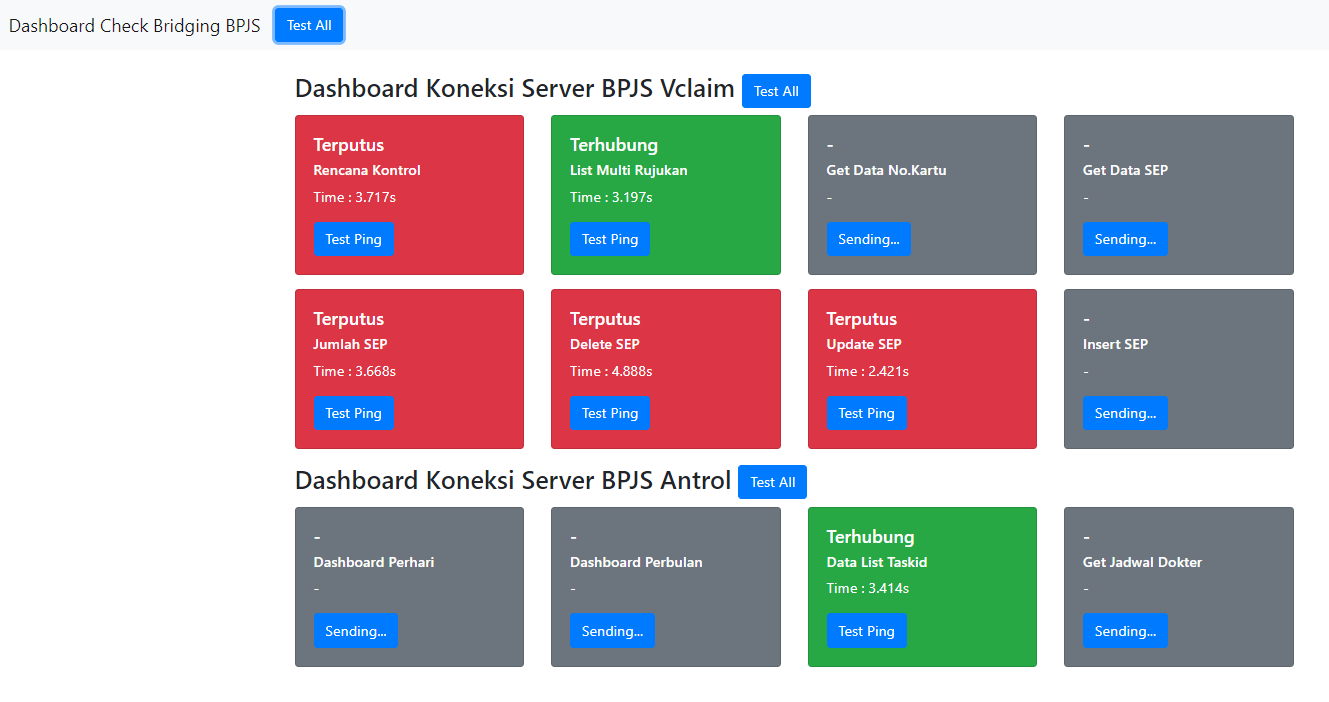 Dashboard Check Bridging BPJS Test All
Dashboard Koneksi Server BPJS Vclaim Test All
Terputus
Rencana Kontrol
Time : 3.717s
Test Ping
Terhubung
List Multi Rujukan
Time : 3.197s
Test Ping
-
Get Data No.Kartu
-
Sending...
-
Get Data SEP
-
Sending...
Terputus
Jumlah SEP
Time : 3.668s
Test Ping
Terputus
Delete SEP
Time : 4.888s
Test Ping
Terputus
Update SEP
Time : 2.421s
Test Ping
-
Insert SEP
-
Sending...
Dashboard Koneksi Server BPJS Antrol Test All
-
Dashboard Perhari
-
Sending...
-
Dashboard Perbulan
-
Sending...
Terhubung
Data List Taskid
Time : 3.414s
Test Ping
-
Get Jadwal Dokter
-
Sending...